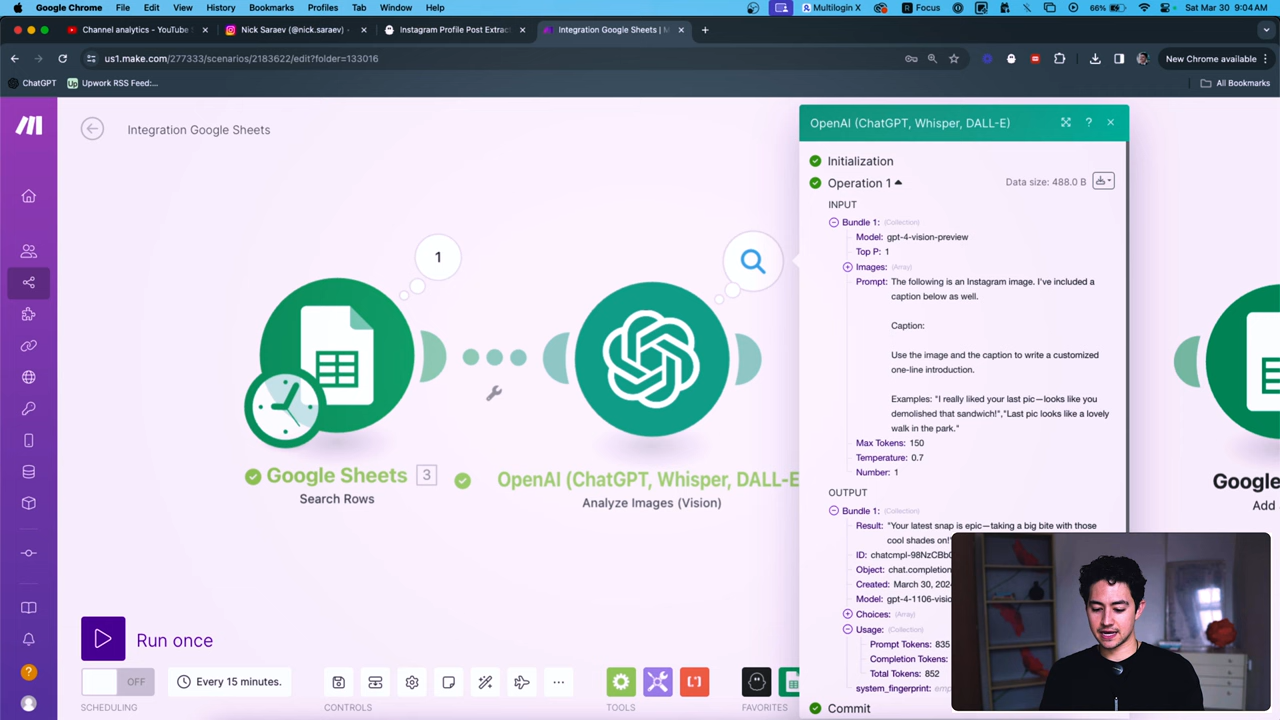 Google Chrome File Edit View History Bookmarks Profiles Tab Window Help
Multilogin X Focus 66% Sat Mar 30 9:04 AM
Channel analytics - YouTube Nick Saraev (@nick.saraev) Instagram Profile Post Extrac Integration Google Sheets | M
us1.make.com/277333/scenarios/2183622/edit?folder=133016
New Chrome available
ChatGPT Upwork RSS Feed:...
All Bookmarks
Integration Google Sheets
OpenAI (ChatGPT, Whisper, DALL-E)
Initialization
Operation 1
Data size: 488.0 B
INPUT
Bundle 1: (Collection)
Model: gpt-4-vision-preview
Top P: 1
Images: (Array)
Prompt: The following is an Instagram image. I've included a
caption below as well.
Caption:
Use the image and the caption to write a customized
one-line introduction.
Examples: "I really liked your last pic—looks like you
demolished that sandwich!","Last pic looks like a lovely
walk in the park."
Max Tokens: 150
Temperature: 0.7
Number: 1
OUTPUT
Bundle 1: (Collection)
Result: "Your latest snap is epic—taking a big bite with those
cool shades on!"
ID: chatcmpl-98NzCBb
Object: chat.completion
Created: March 30, 202
Model: gpt-4-1106-visio
Choices: (Array)
Usage: (Collection)
Prompt Tokens: 835
Completion Tokens:
Total Tokens: 852
system_fingerprint: emp
Commit
1
Google Sheets 3
Search Rows
OpenAI (ChatGPT, Whisper, DALL-E
Analyze Images (Vision)
Google
Add
Run once
OFF
Every 15 minutes.
SCHEDULING
CONTROLS
TOOLS
FAVORITES